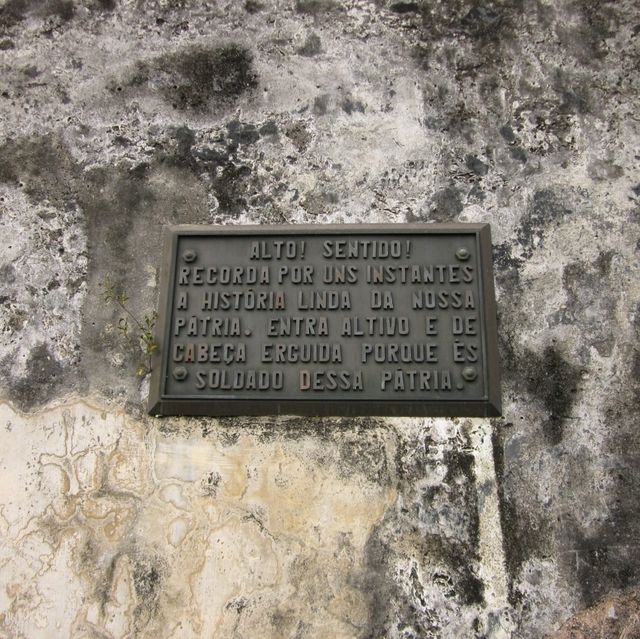 ALTO! SENTIDO!
RECORDA POR UNS INSTANTES
A HISTÓRIA LINDA DA NOSSA
PÁTRIA. ENTRA ALTIVO E DE
CABEÇA ERGUIDA PORQUE ÉS
SOLDADO DESSA PÁTRIA.